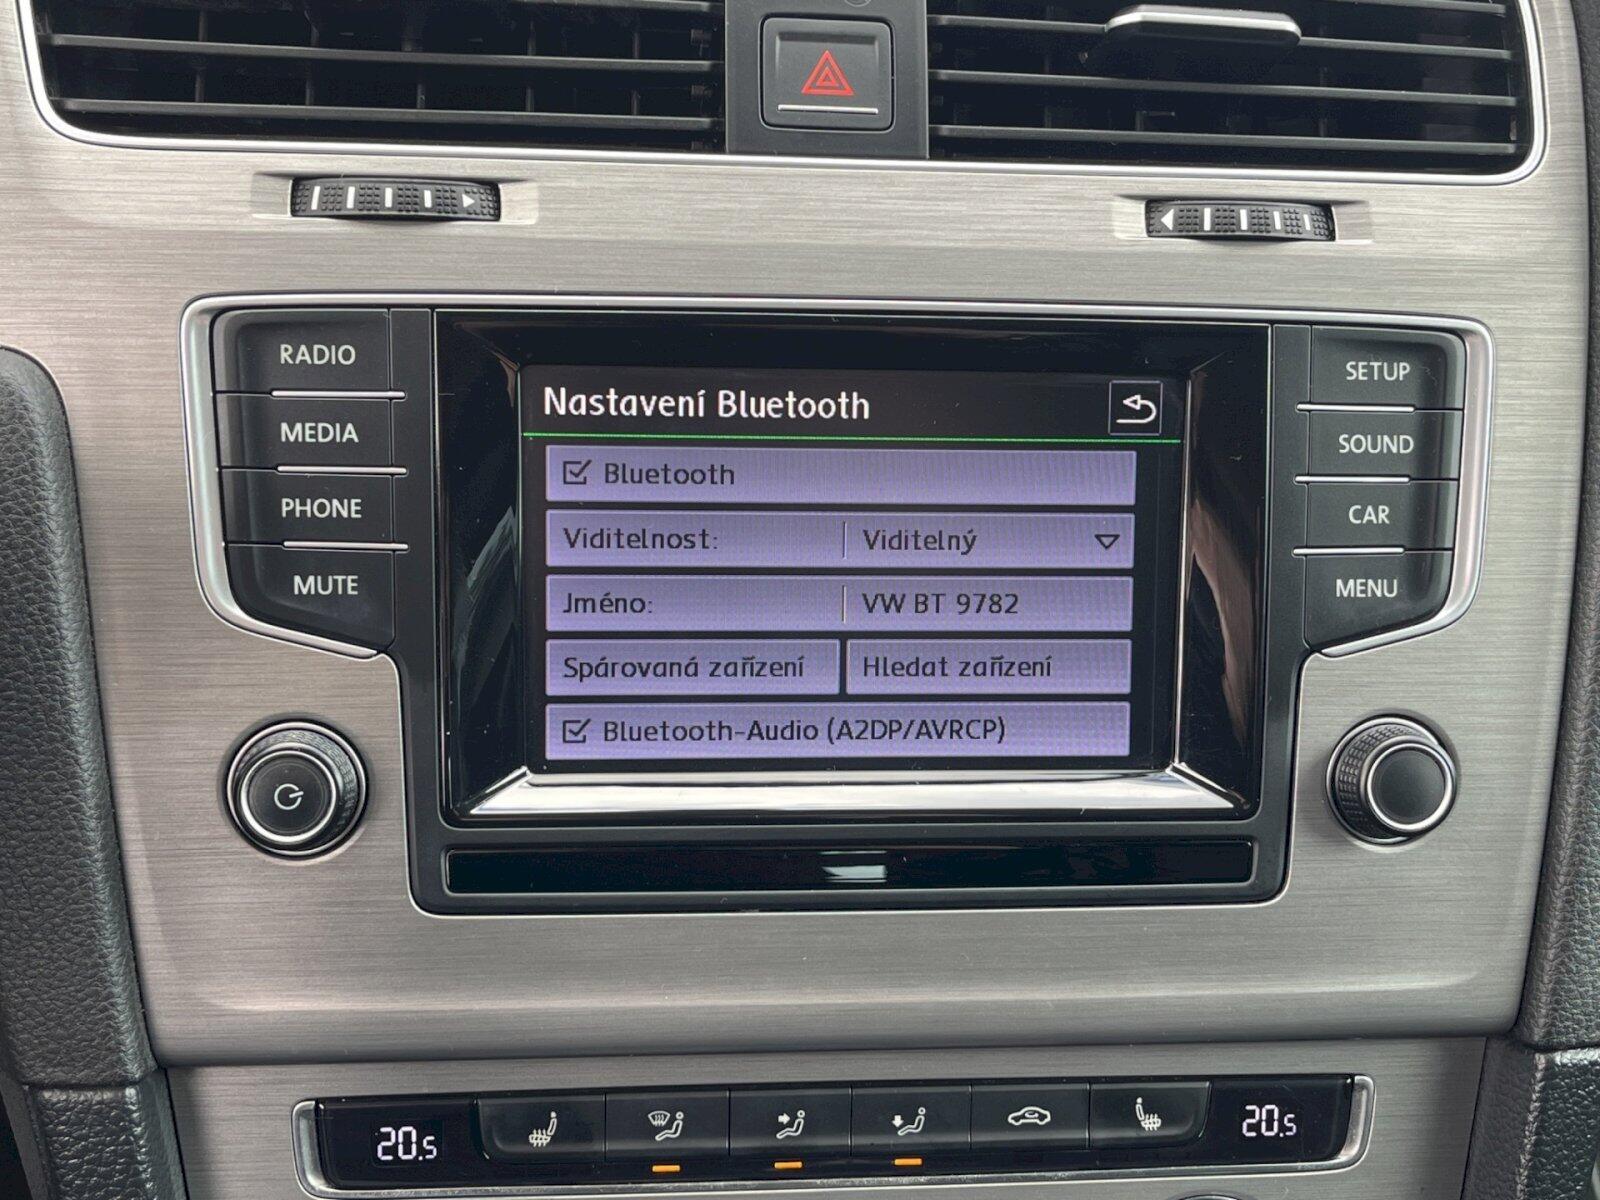 RADIO
MEDIA
PHONE
MUTE
Nastavení Bluetooth
Bluetooth
Viditelnost: Viditelný
Jméno: VW BT 9782
Spárovaná zařízení Hledat zařízení
Bluetooth-Audio (A2DP/AVRCP)
SETUP
SOUND
CAR
MENU
20.5 20.5